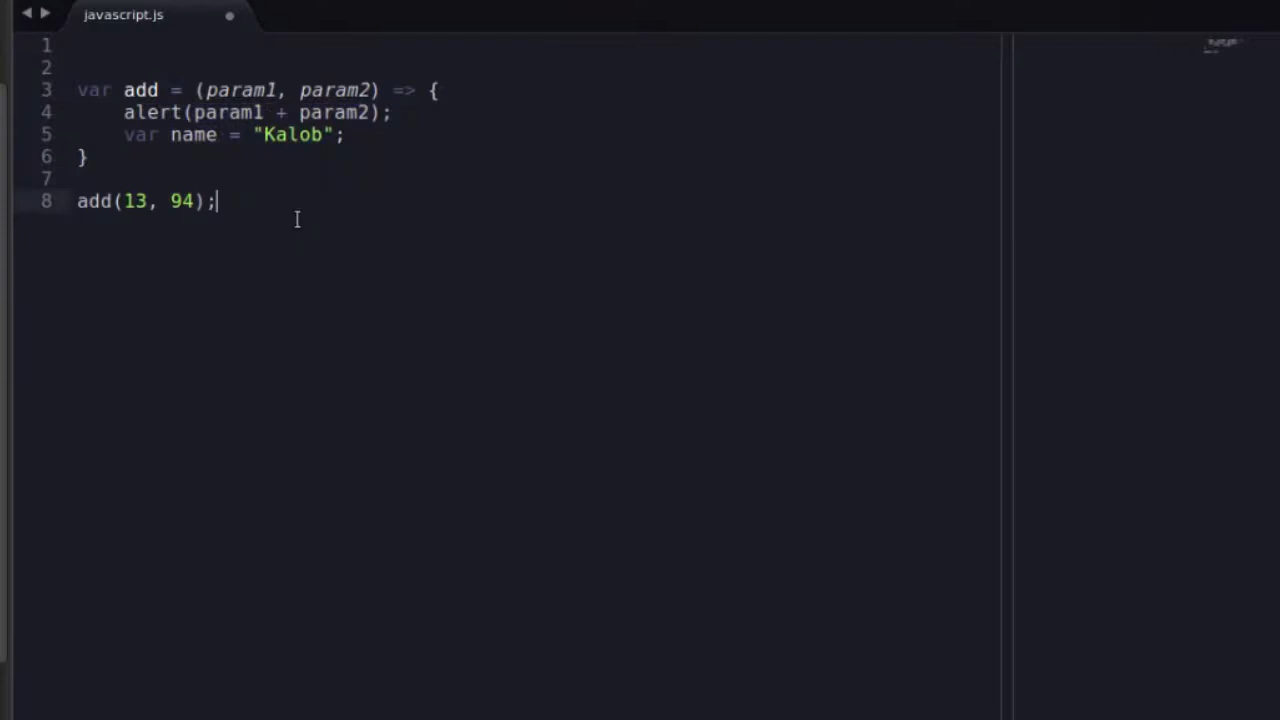 javascript.js
1
2
3 var add = (param1, param2) => {
4 alert(param1 + param2);
5 var name = "Kalob";
6 }
7
8 add(13, 94);